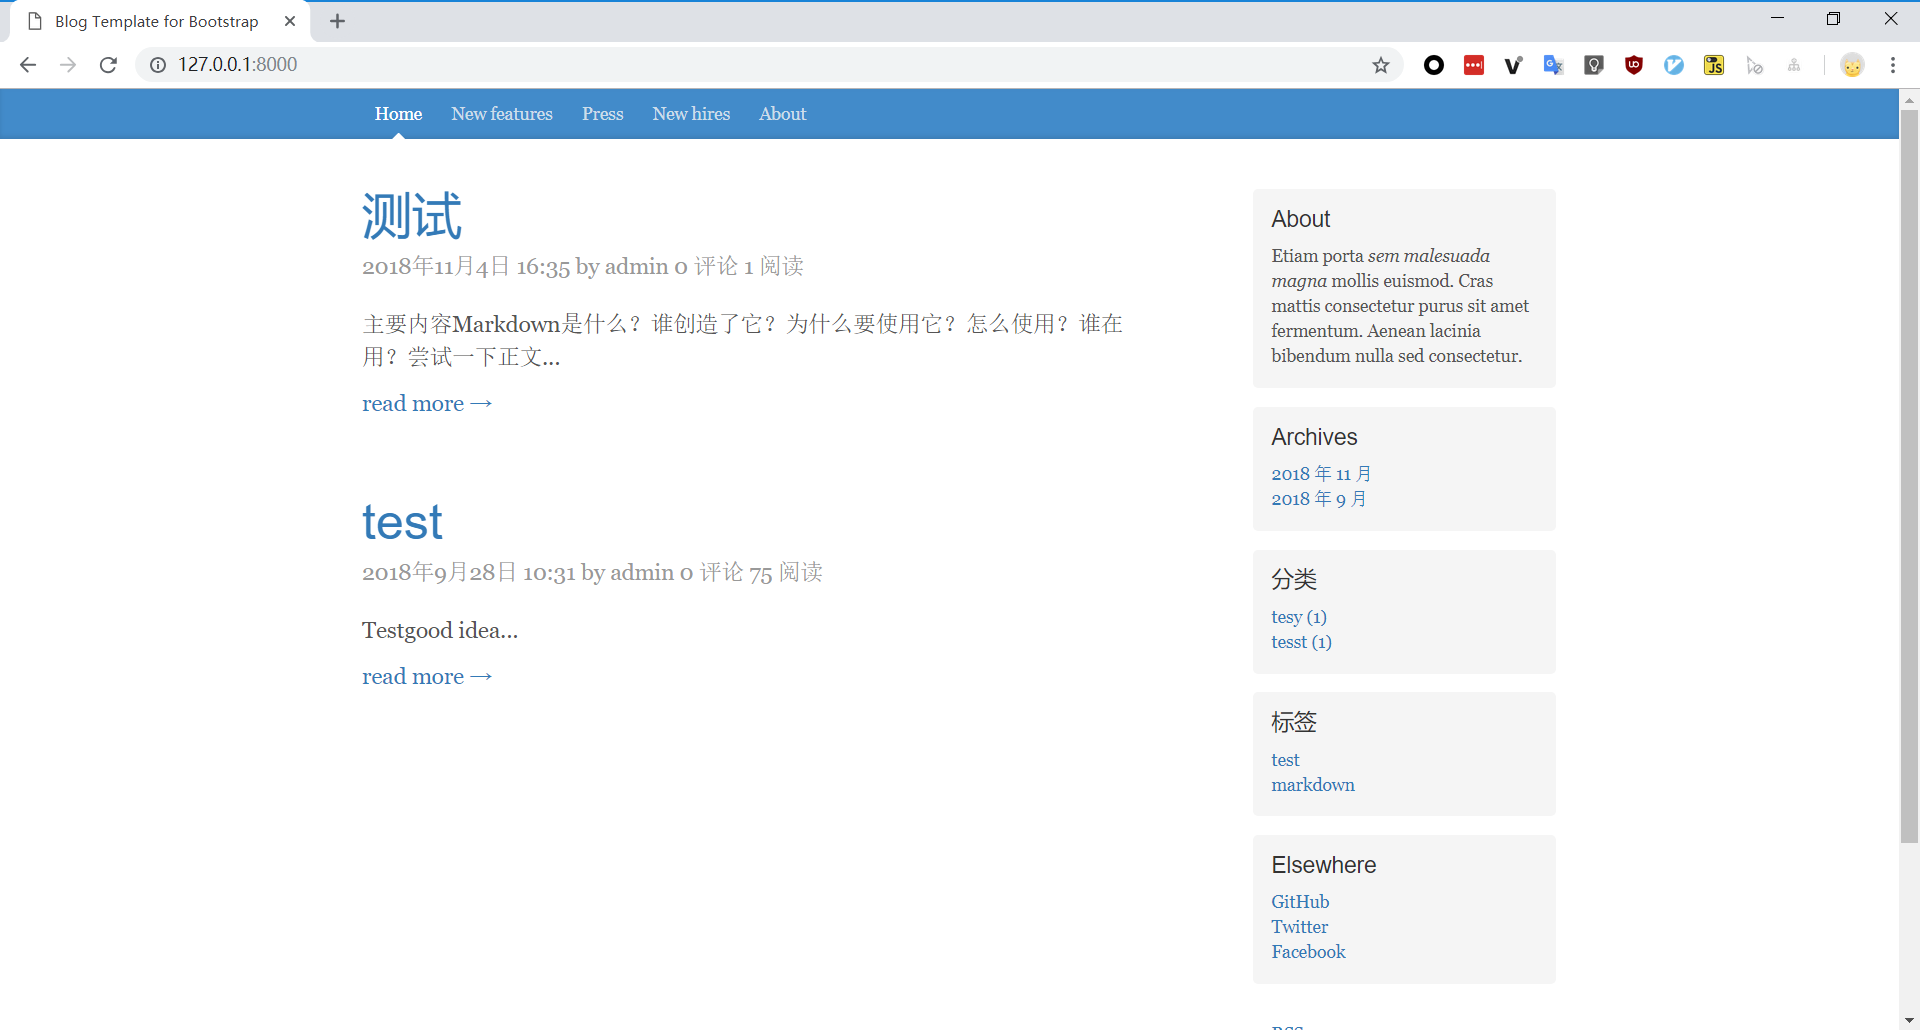 Blog Template for Bootstrap
127.0.0.1:8000
Home New features Press New hires About
测试
2018年11月4日 16:35 by admin 0 评论 1 阅读
主要内容Markdown是什么？谁创造了它？为什么要使用它？怎么使用？谁在
用？尝试一下正文...
read more →
test
2018年9月28日 10:31 by admin 0 评论 75 阅读
Testgood idea...
read more →
About
Etiam porta sem malesuada
magna mollis euismod. Cras
mattis consectetur purus sit amet
fermentum. Aenean lacinia
bibendum nulla sed consectetur.
Archives
2018 年 11 月
2018 年 9 月
分类
tesy (1)
tesst (1)
标签
test
markdown
Elsewhere
GitHub
Twitter
Facebook